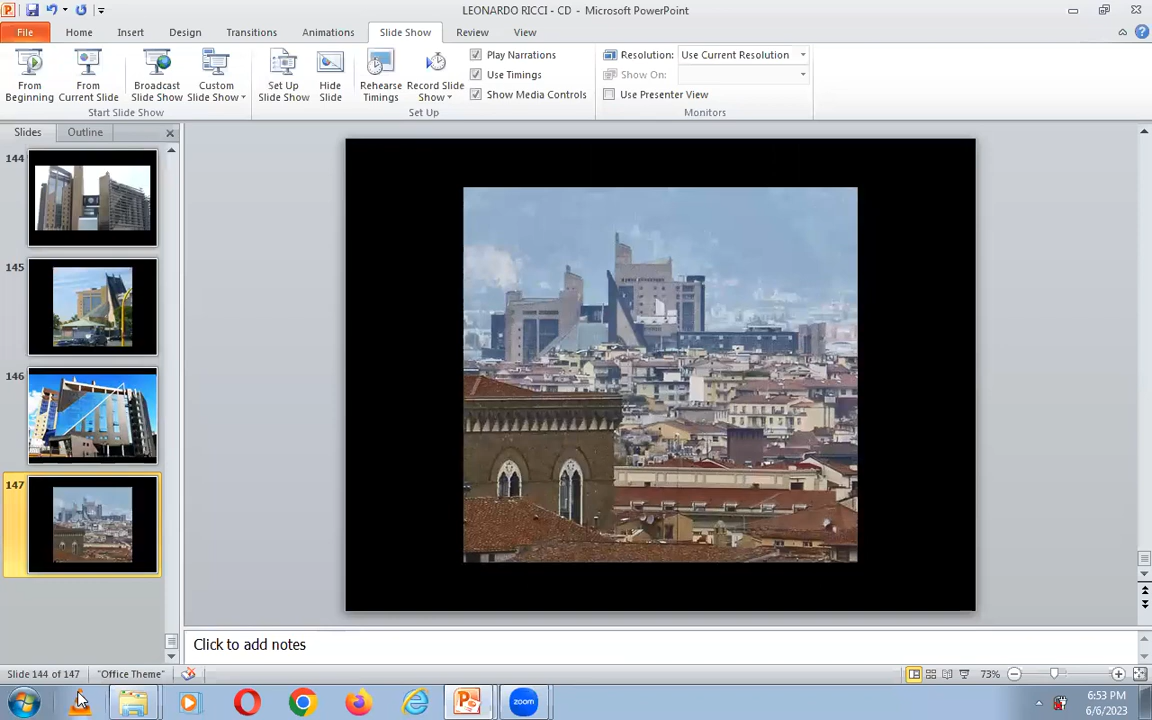 LEONARDO RICCI - CD - Microsoft PowerPoint
File Home Insert Design Transitions Animations Slide Show Review View
From Beginning
From Current Slide
Broadcast Slide Show
Custom Slide Show
Set Up Slide Show
Hide Slide
Rehearse Timings
Record Slide Show
Play Narrations
Use Timings
Show Media Controls
Resolution: Use Current Resolution
Show On:
Use Presenter View
Start Slide Show Set Up Monitors
Slides Outline
144
145
146
147
Click to add notes
Slide 144 of 147 "Office Theme" 73%
zoom
6:53 PM
6/6/2023